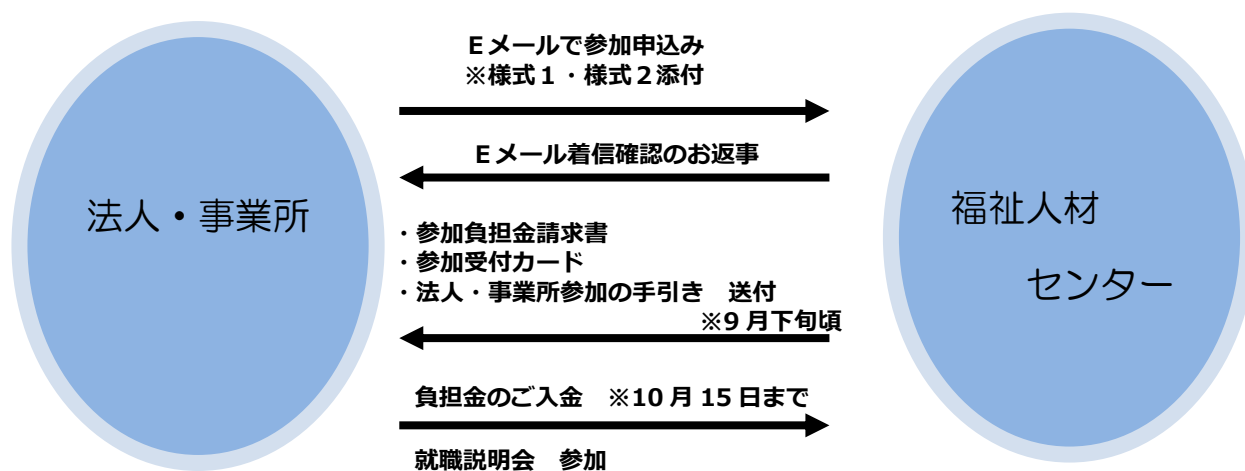 Eメールで参加申込み
※様式1・様式2添付
Eメール着信確認のお返事
法人・事業所
福祉人材
センター
・参加負担金請求書
・参加受付カード
・法人・事業所参加の手引き 送付
※9月下旬頃
負担金のご入金 ※10月15日まで
就職説明会 参加